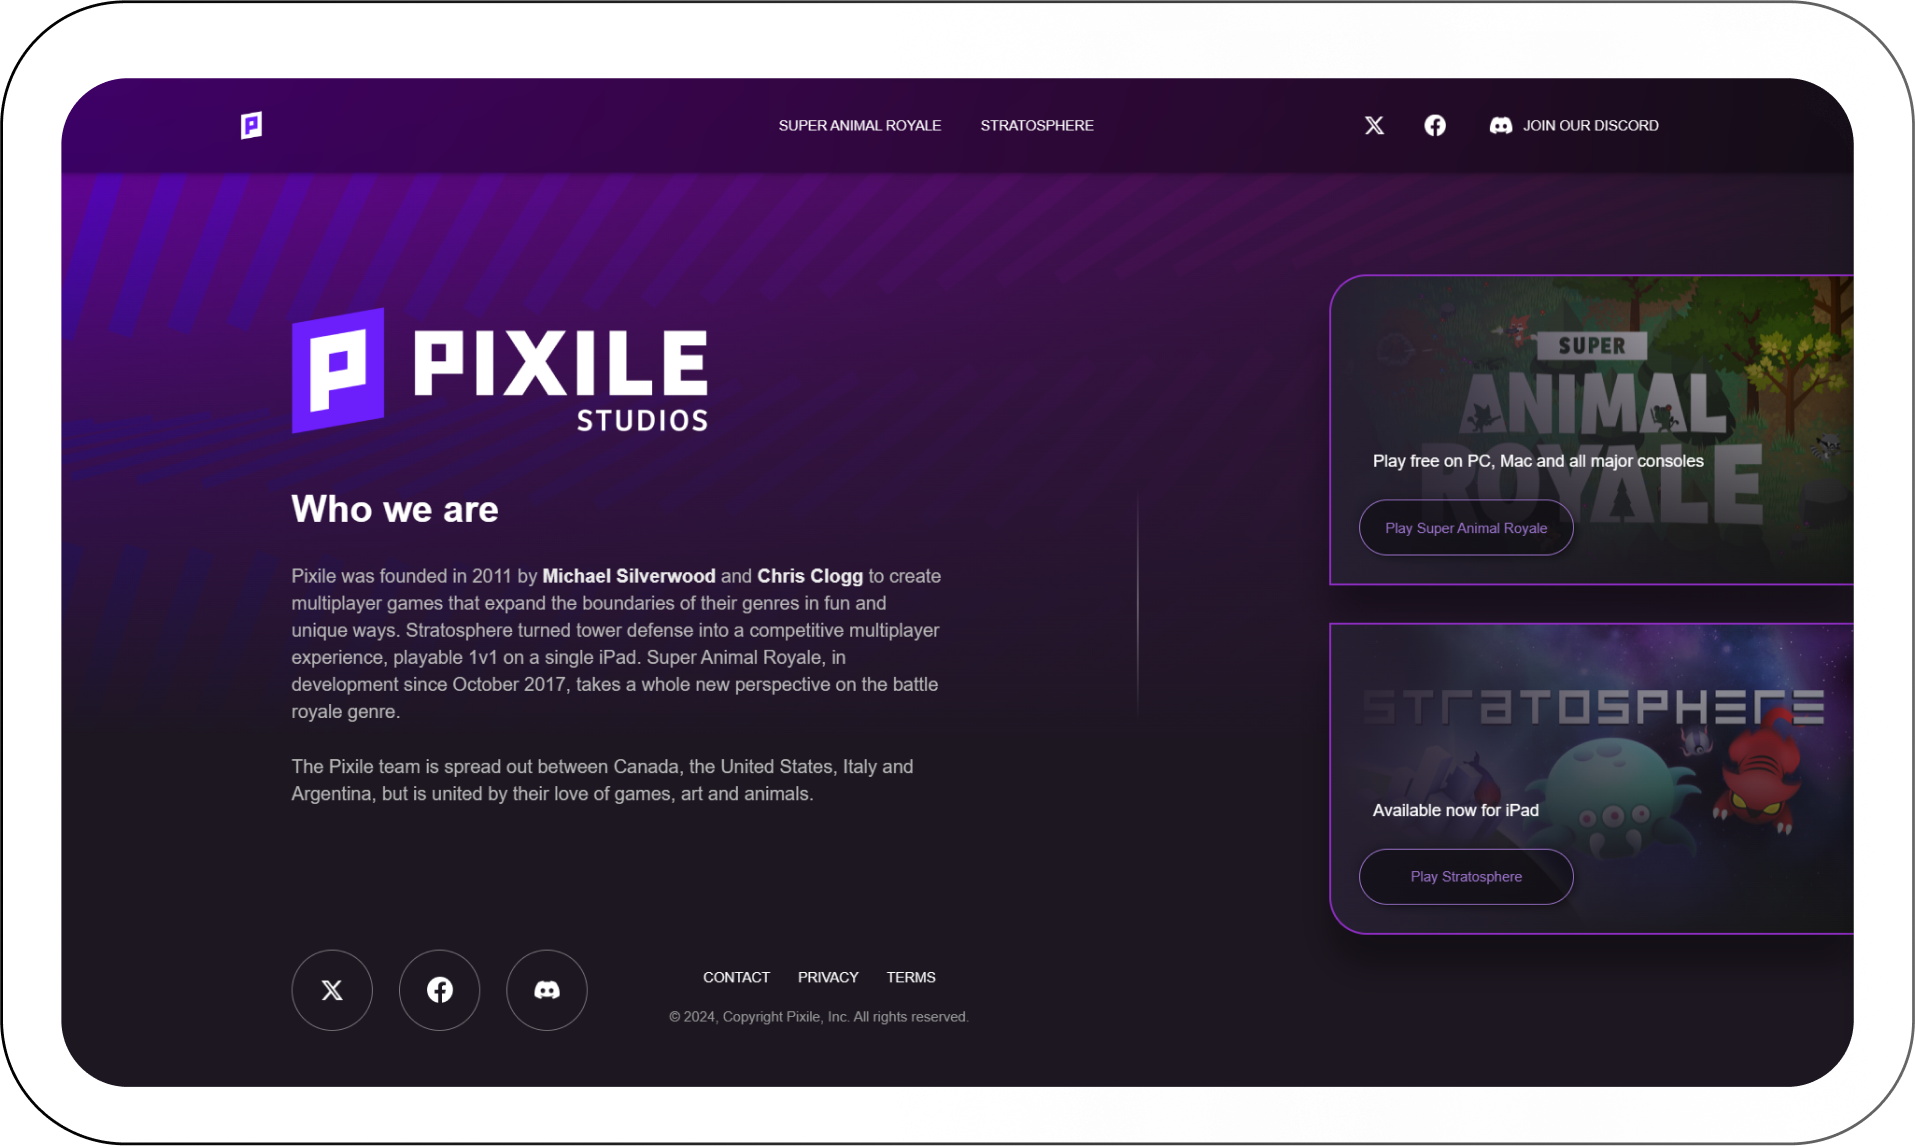 SUPER ANIMAL ROYALE STRATOSPHERE JOIN OUR DISCORD
PIXILE
STUDIOS
Who we are
Pixile was founded in 2011 by Michael Silverwood and Chris Clogg to create
multiplayer games that expand the boundaries of their genres in fun and
unique ways. Stratosphere turned tower defense into a competitive multiplayer
experience, playable 1v1 on a single iPad. Super Animal Royale, in
development since October 2017, takes a whole new perspective on the battle
royale genre.
The Pixile team is spread out between Canada, the United States, Italy and
Argentina, but is united by their love of games, art and animals.
SUPER
ANIMAL
ROYALE
Play free on PC, Mac and all major consoles
Play Super Animal Royale
STRATOSPHERE
Available now for iPad
Play Stratosphere
CONTACT PRIVACY TERMS
© 2024, Copyright Pixile, Inc. All rights reserved.